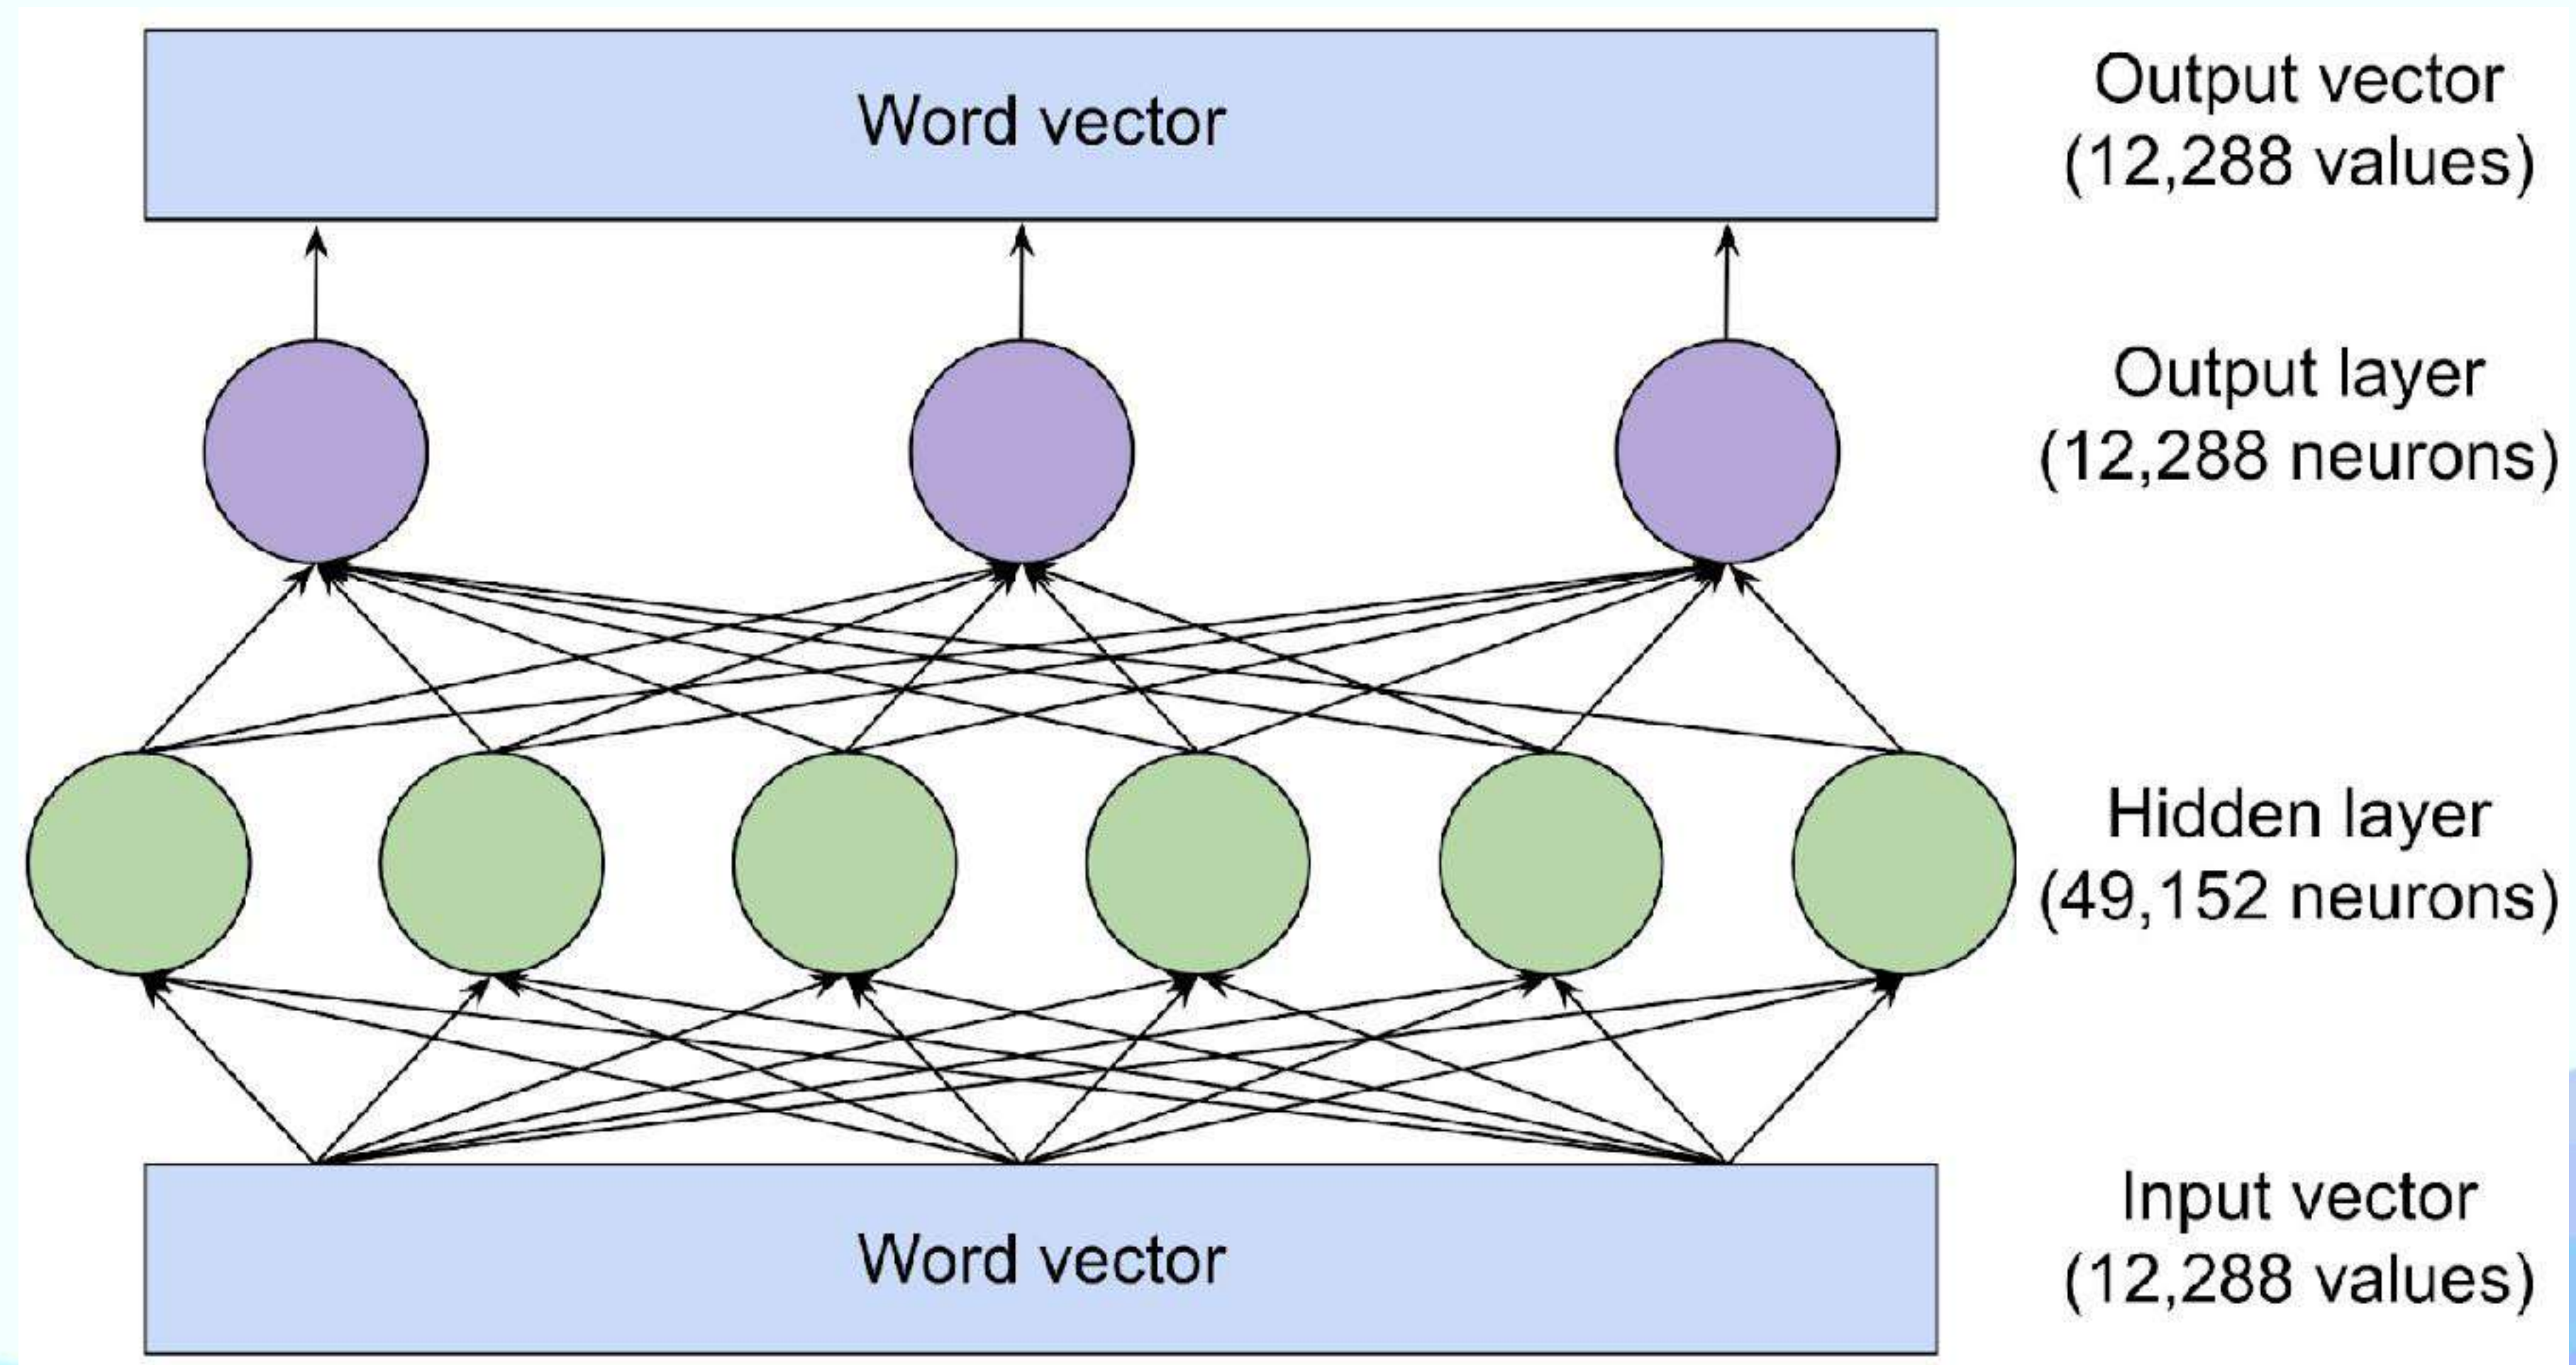 Word vector
Output vector
(12,288 values)
Output layer
(12,288 neurons)
Hidden layer
(49,152 neurons)
Word vector
Input vector
(12,288 values)